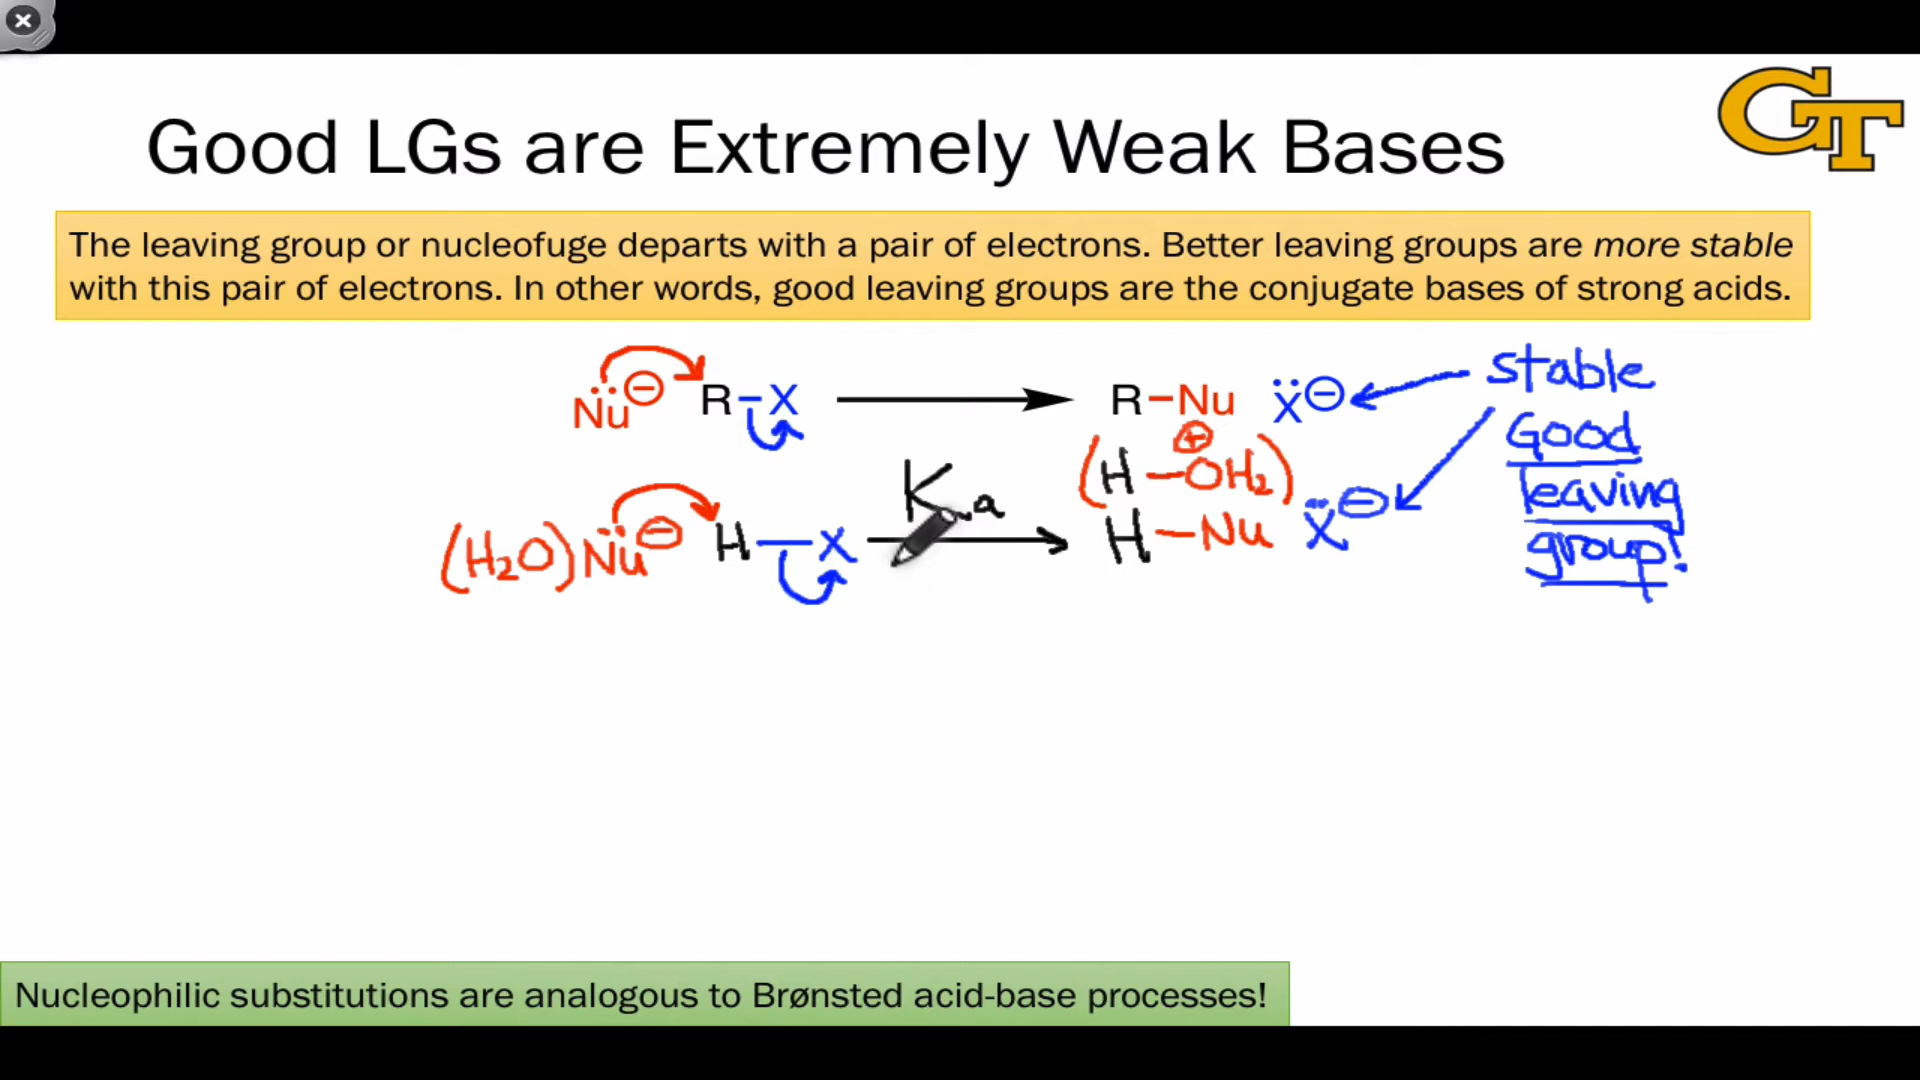 GT
Good LGs are Extremely Weak Bases
The leaving group or nucleofuge departs with a pair of electrons. Better leaving groups are more stable
with this pair of electrons. In other words, good leaving groups are the conjugate bases of strong acids.
Nu⊖ R–X R–Nu X⊖ stable
Good
(H–⊕OH₂)
leaving
Ka
(H₂O)Nu⊖ H–X H–Nu X⊖
group!
Nucleophilic substitutions are analogous to Brønsted acid-base processes!